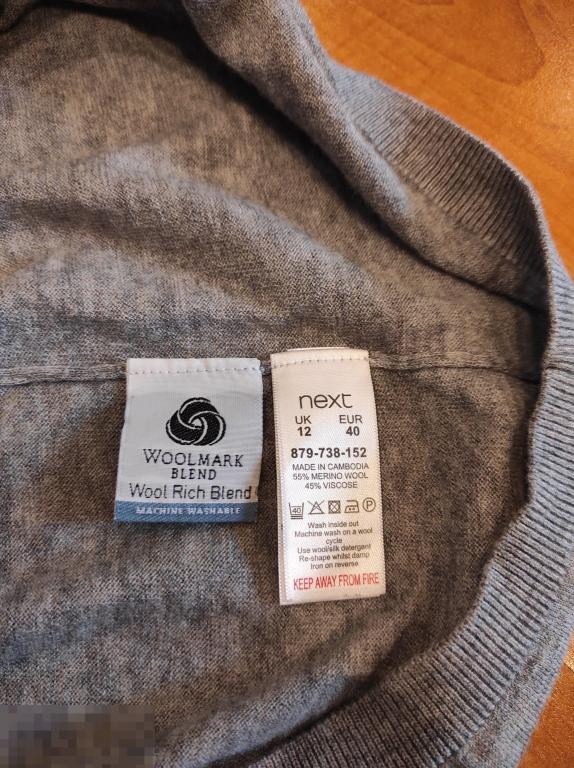 WOOLMARK
BLEND
Wool Rich Blend
MACHINE WASHABLE
next
UK EUR
12 40
879-738-152
MADE IN CAMBODIA
55% MERINO WOOL
45% VISCOSE
40 P
Wash inside out
Machine wash on a wool
cycle
Use wool/silk detergent
Re-shape whilst damp
Iron on reverse
KEEP AWAY FROM FIRE